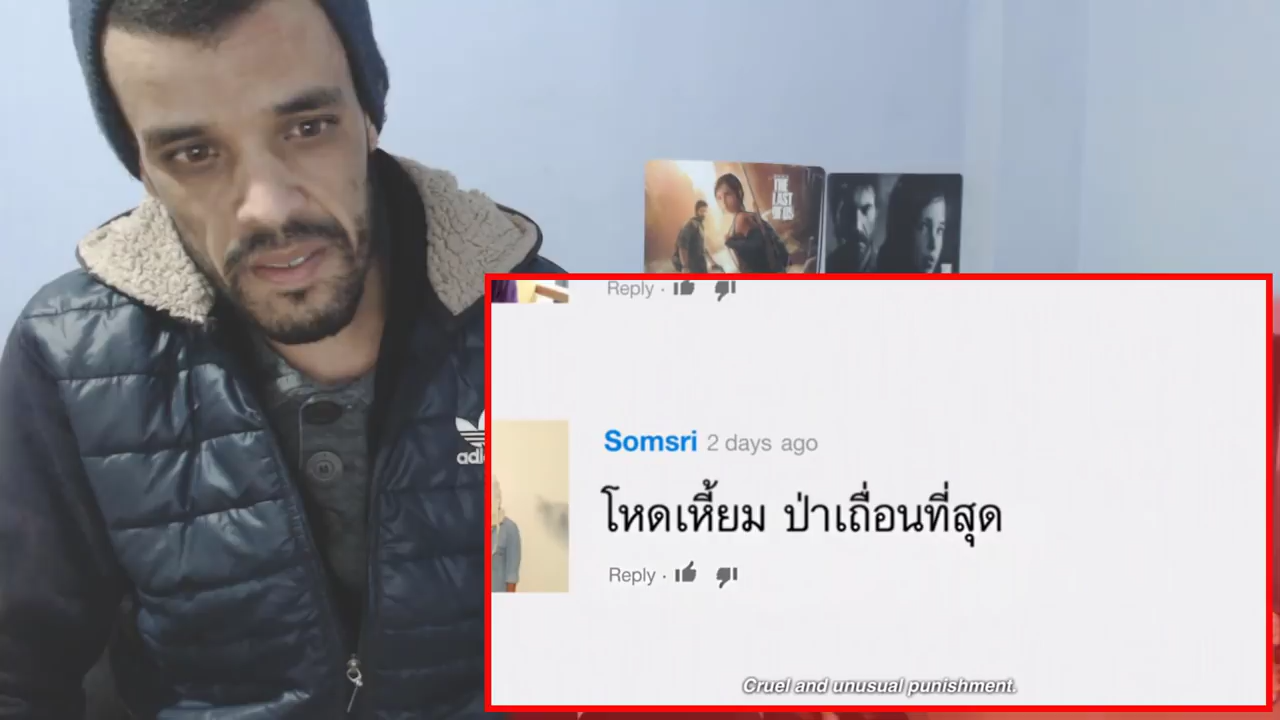 THE
LAST
OF US
adi
Reply ·
Somsri 2 days ago
โหดเหี้ยม ป่าเถื่อนที่สุด
Reply ·
Cruel and unusual punishment.